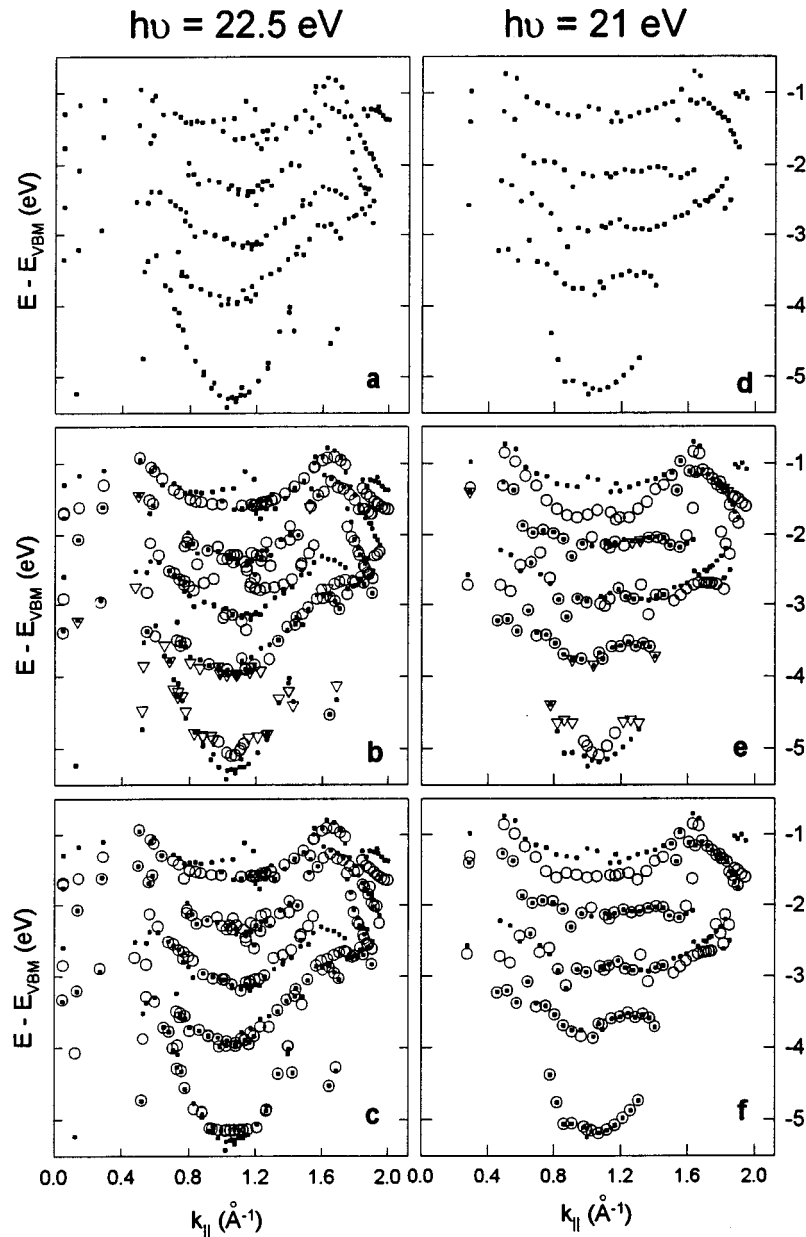 hυ = 22.5 eV
hυ = 21 eV
E - E_VBM (eV)
a
d
-1
-2
-3
-4
-5
E - E_VBM (eV)
b
e
-1
-2
-3
-4
-5
E - E_VBM (eV)
c
f
-1
-2
-3
-4
-5
0.0 0.4 0.8 1.2 1.6 2.0
0.0 0.4 0.8 1.2 1.6 2.0
k_|| (Å⁻¹)
k_|| (Å⁻¹)